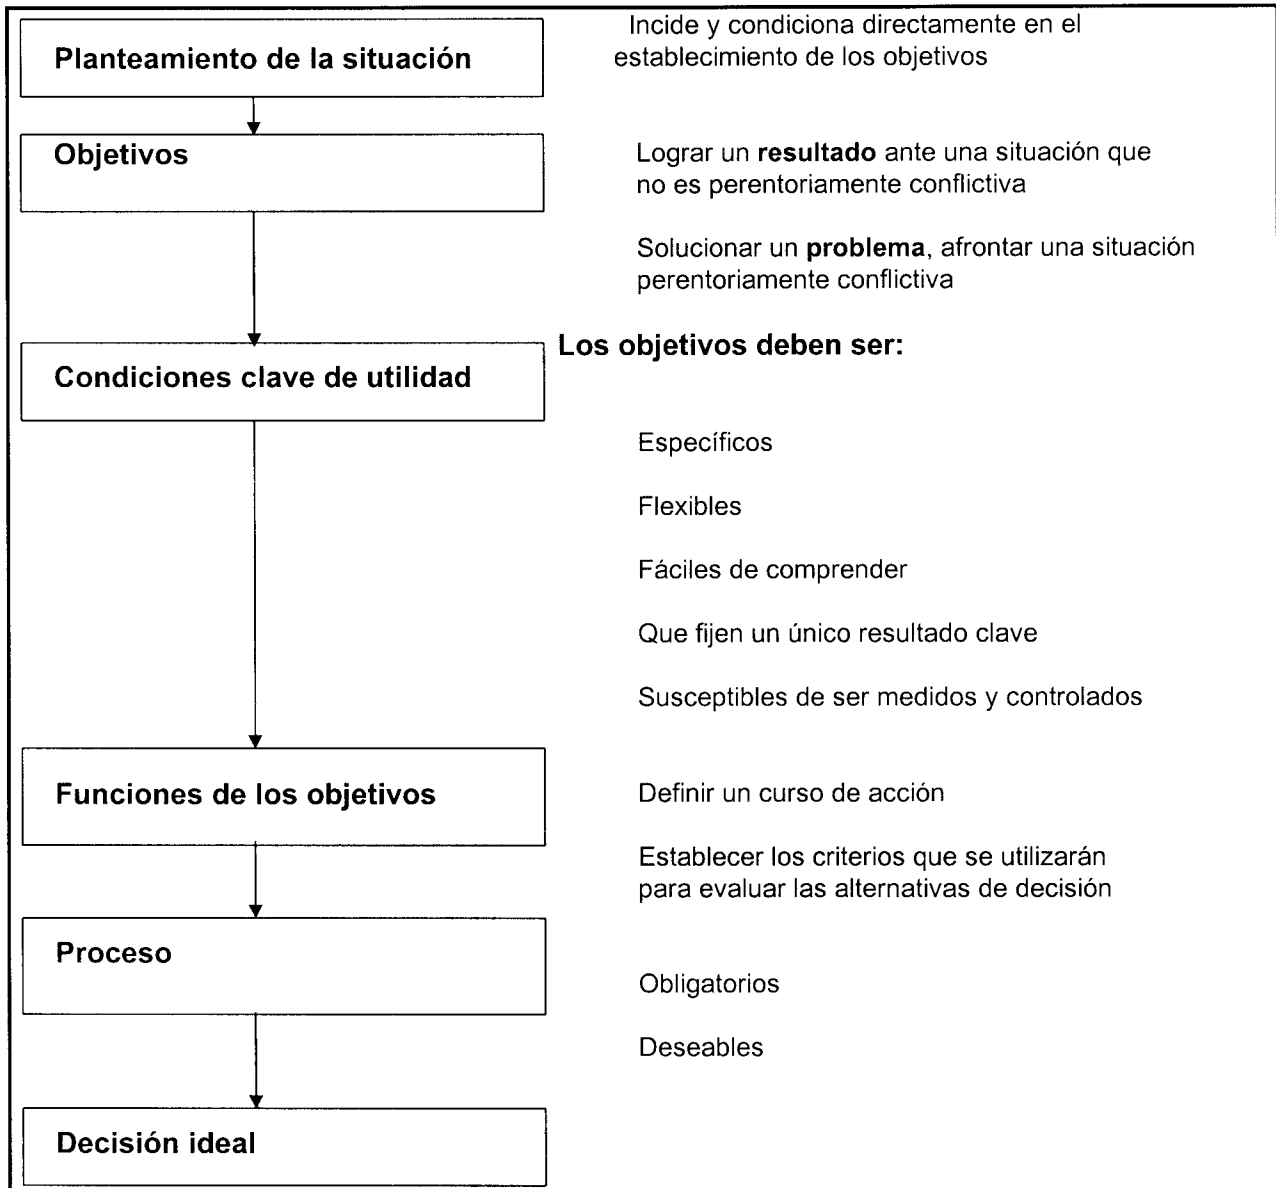 Planteamiento de la situación
Incide y condiciona directamente en el
establecimiento de los objetivos
Objetivos
Lograr un resultado ante una situación que
no es perentoriamente conflictiva
Solucionar un problema, afrontar una situación
perentoriamente conflictiva
Condiciones clave de utilidad
Los objetivos deben ser:
Específicos
Flexibles
Fáciles de comprender
Que fijen un único resultado clave
Susceptibles de ser medidos y controlados
Funciones de los objetivos
Definir un curso de acción
Establecer los criterios que se utilizarán
para evaluar las alternativas de decisión
Proceso
Obligatorios
Deseables
Decisión ideal